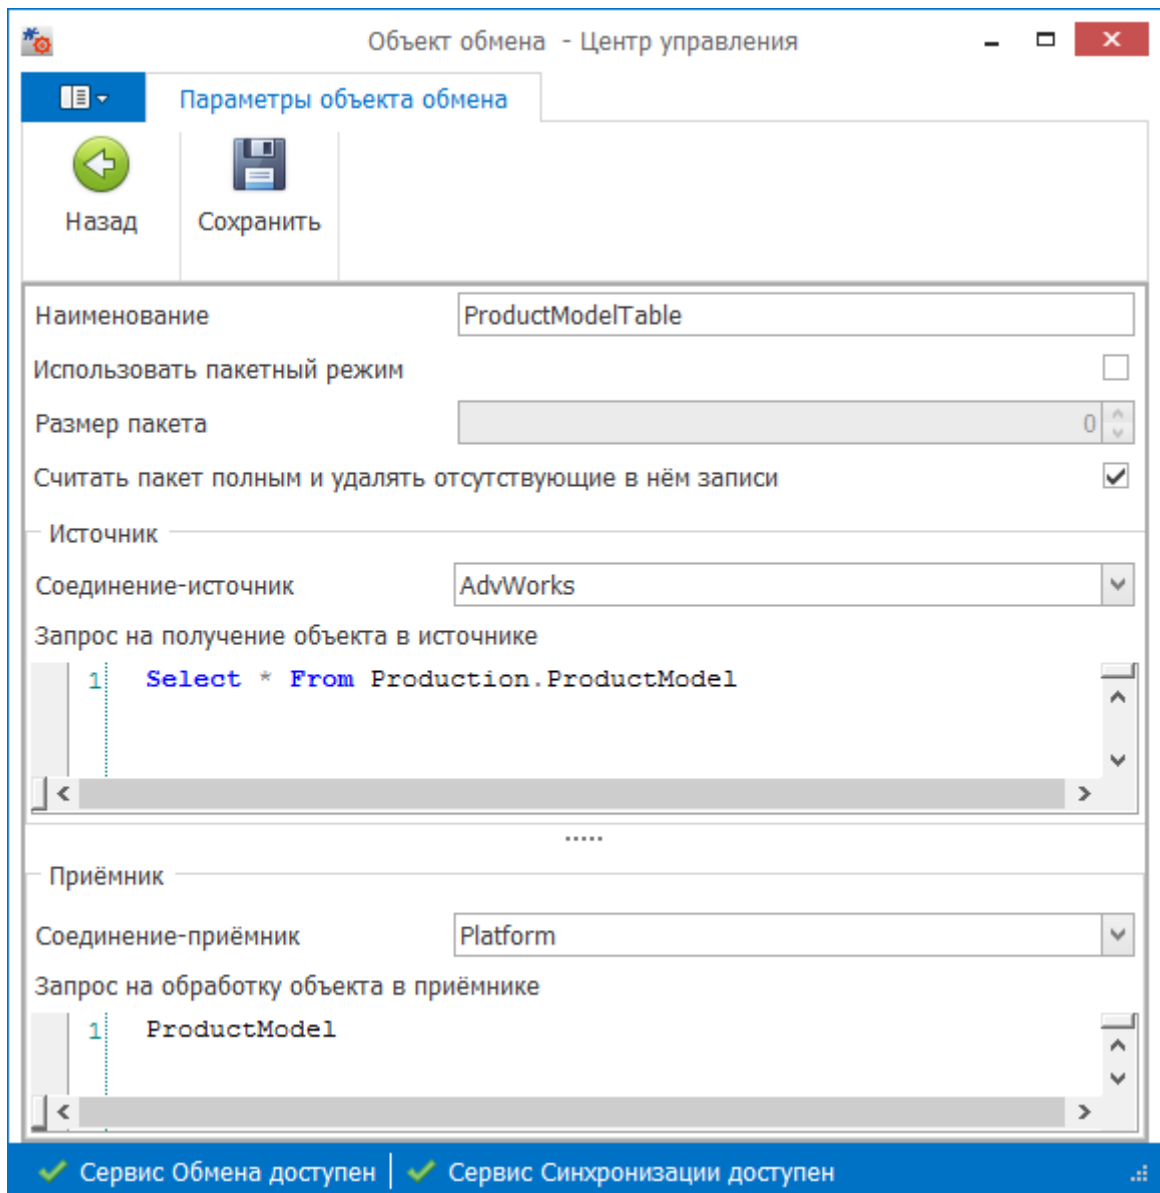 Объект обмена - Центр управления
Параметры объекта обмена
Назад
Сохранить
Наименование
ProductModelTable
Использовать пакетный режим
Размер пакета
0
Считать пакет полным и удалять отсутствующие в нём записи
Источник
Соединение-источник
AdvWorks
Запрос на получение объекта в источнике
1 Select * From Production.ProductModel
Приёмник
Соединение-приёмник
Platform
Запрос на обработку объекта в приёмнике
1 ProductModel
Сервис Обмена доступен
Сервис Синхронизации доступен